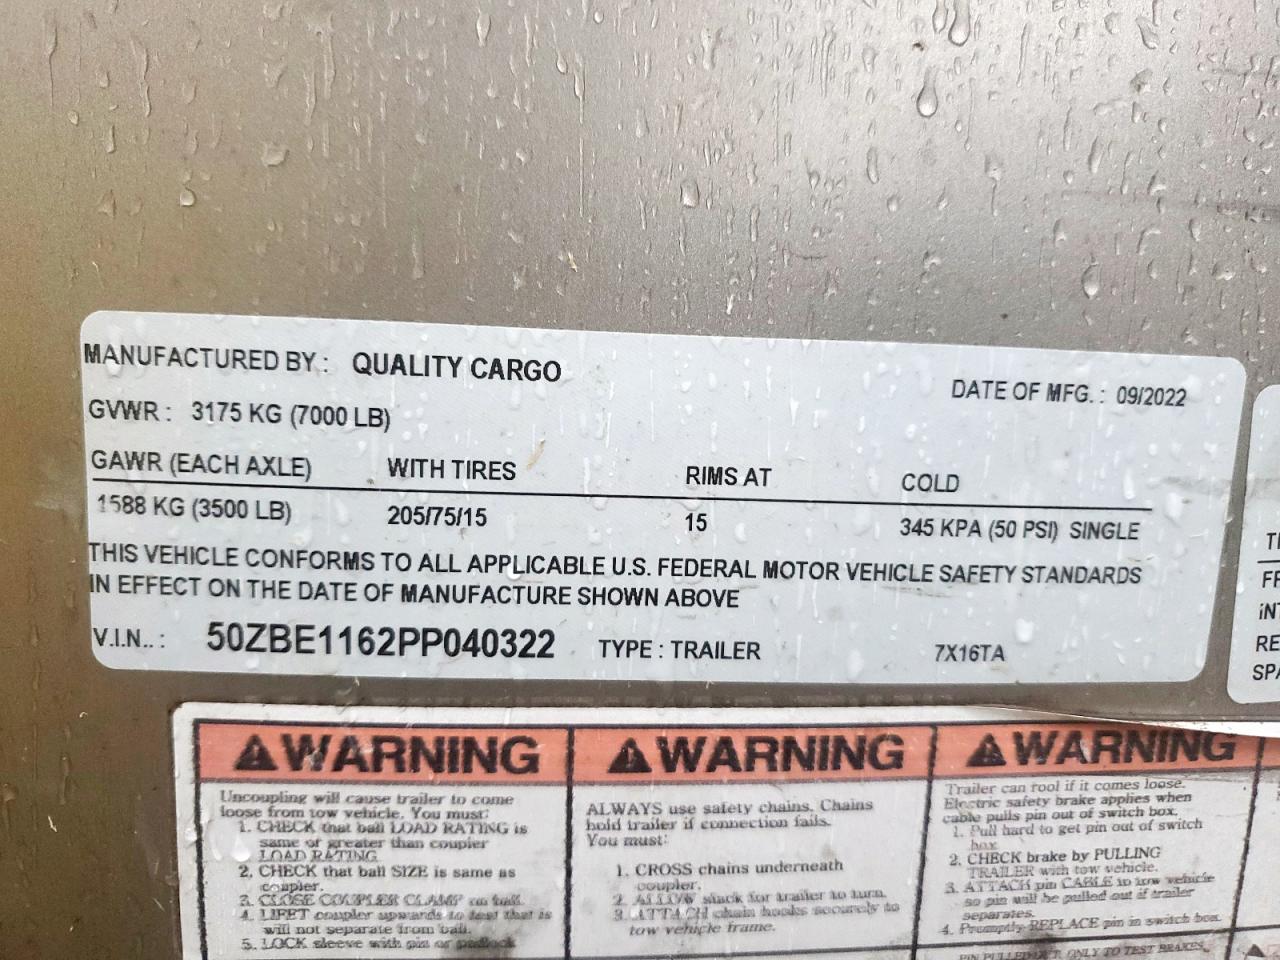 MANUFACTURED BY : QUALITY CARGO
DATE OF MFG. : 09/2022
GVWR : 3175 KG (7000 LB)
GAWR (EACH AXLE) WITH TIRES RIMS AT COLD
1588 KG (3500 LB) 205/75/15 15 345 KPA (50 PSI) SINGLE
THIS VEHICLE CONFORMS TO ALL APPLICABLE U.S. FEDERAL MOTOR VEHICLE SAFETY STANDARDS
IN EFFECT ON THE DATE OF MANUFACTURE SHOWN ABOVE
V.I.N.. : 50ZBE1162PP040322 TYPE : TRAILER 7X16TA
WARNING
Uncoupling will cause trailer to come
loose from tow vehicle. You must:
1. CHECK that ball LOAD RATING is
same or greater than coupler
LOAD RATING.
2. CHECK that ball SIZE is same as
coupler.
3. CLOSE COUPLER CLAMP on ball.
4. LIFET coupler upwards to test that is
will not separate from ball.
5. LOCK sleeve with pin or padlock
WARNING
ALWAYS use safety chains. Chains
hold trailer if connection fails.
You must:
1. CROSS chains underneath
coupler.
2. ALLOW slack for trailer to turn.
3. ATTACH chain hooks securely to
tow vehicle frame.
WARNING
Trailer can rool if it comes loose.
Electric safety brake applies when
cable pulls pin out of switch box.
1. Pull hard to get pin out of switch
box
2. CHECK brake by PULLING
TRAILER with tow vehicle.
3. ATTACH pin CABLE to tow vehicle
so pin will be pulled out if trailer
separates.
4. Promptly REPLACE pin in switch box.
PIN PULLED OUT, ONLY TO TEST BRAKES,